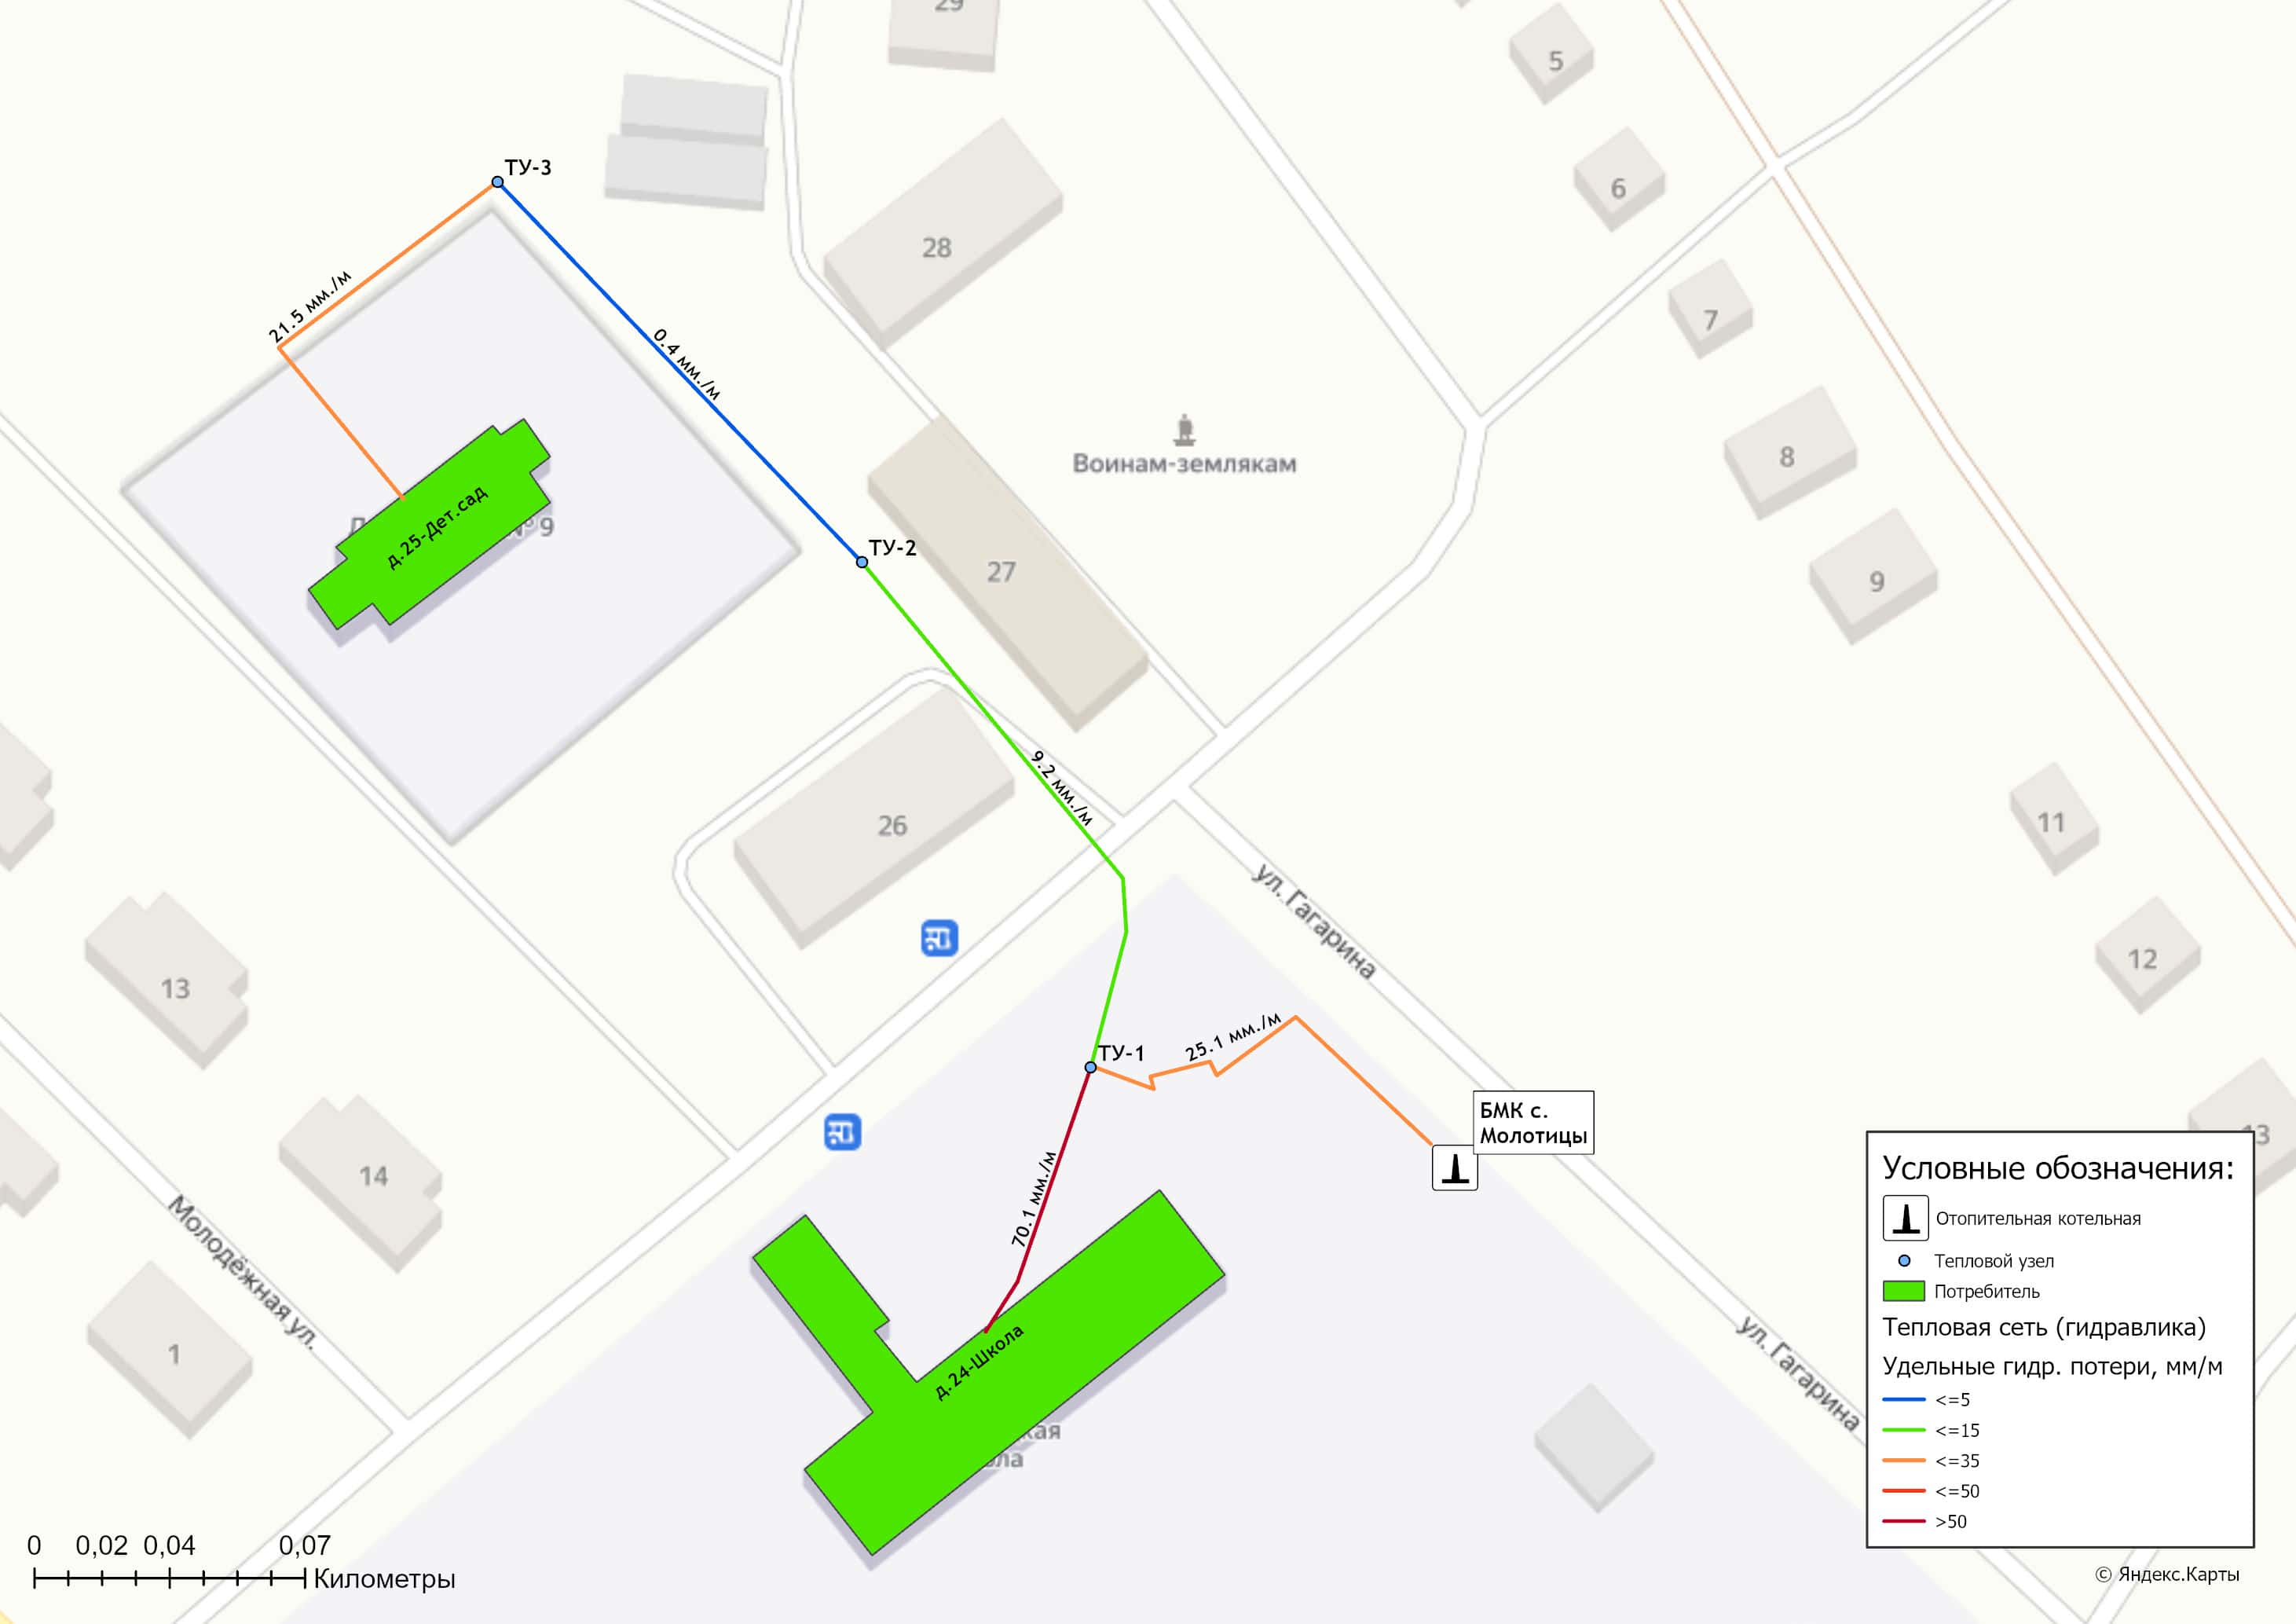 29
5
ТУ-3
6
28
21.5 мм./м
7
0.4 мм./м
Воинам-землякам
8
д.25-Дет.сад
№9
ТУ-2
27
9
9.2 мм./м
26
11
ул. Гагарина
12
13
25.1 мм./м
ТУ-1
БМК с.
Молотицы
13
14
70.1 мм./м
Молодёжная ул.
1
д.24-Школа
ул. Гагарина
Условные обозначения:
Отопительная котельная
Тепловой узел
Потребитель
Тепловая сеть (гидравлика)
Удельные гидр. потери, мм/м
<=5
<=15
<=35
<=50
>50
0 0,02 0,04 0,07
Километры
© Яндекс.Карты